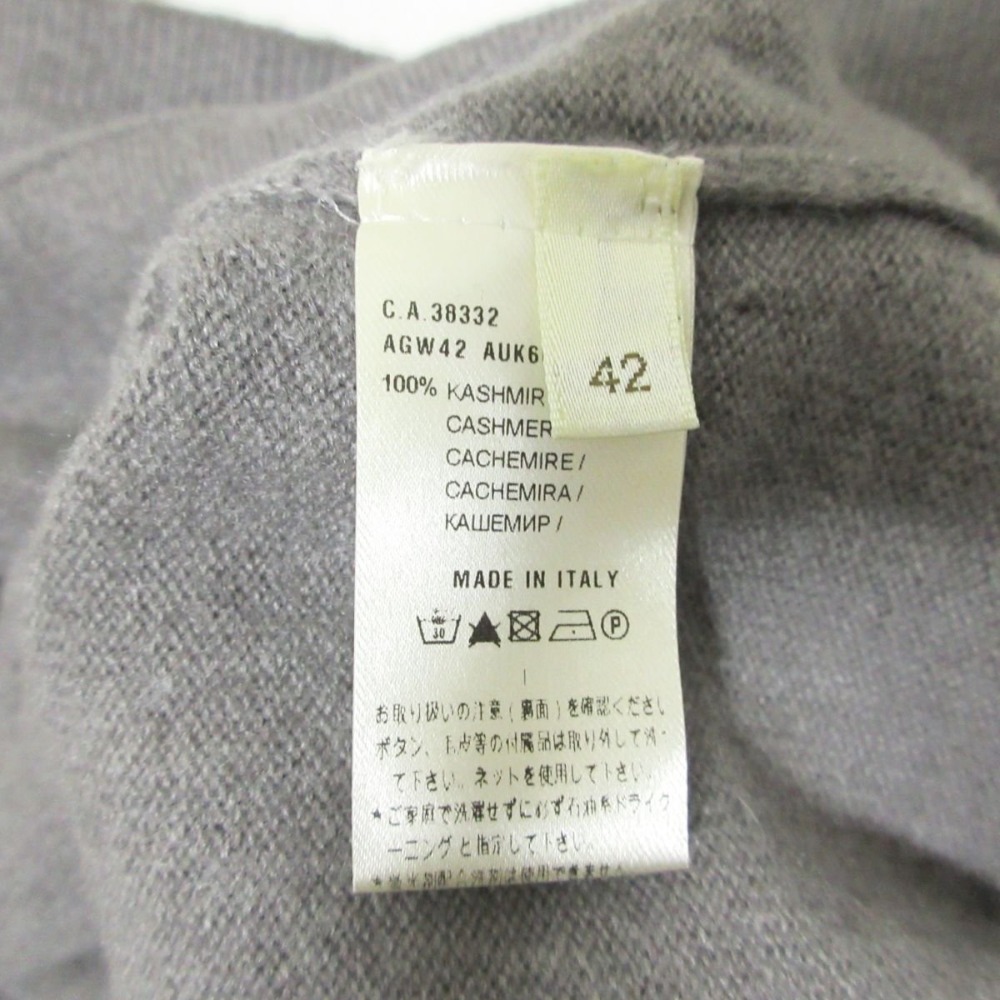 C.A.38332
AGW42 AUK6
42
100% KASHMIR
CASHMER
CACHEMIRE /
CACHEMIRA /
КАШЕМИР /
MADE IN ITALY
30
P
お取り扱いの注意(裏面)を確認くださ
ボタン、毛皮等の付属品は取り外して
て下さい。ネットを使用して下さい。
*ご家庭で洗濯せずに必ず石油系ドライク
ーニングと指定して下さい。